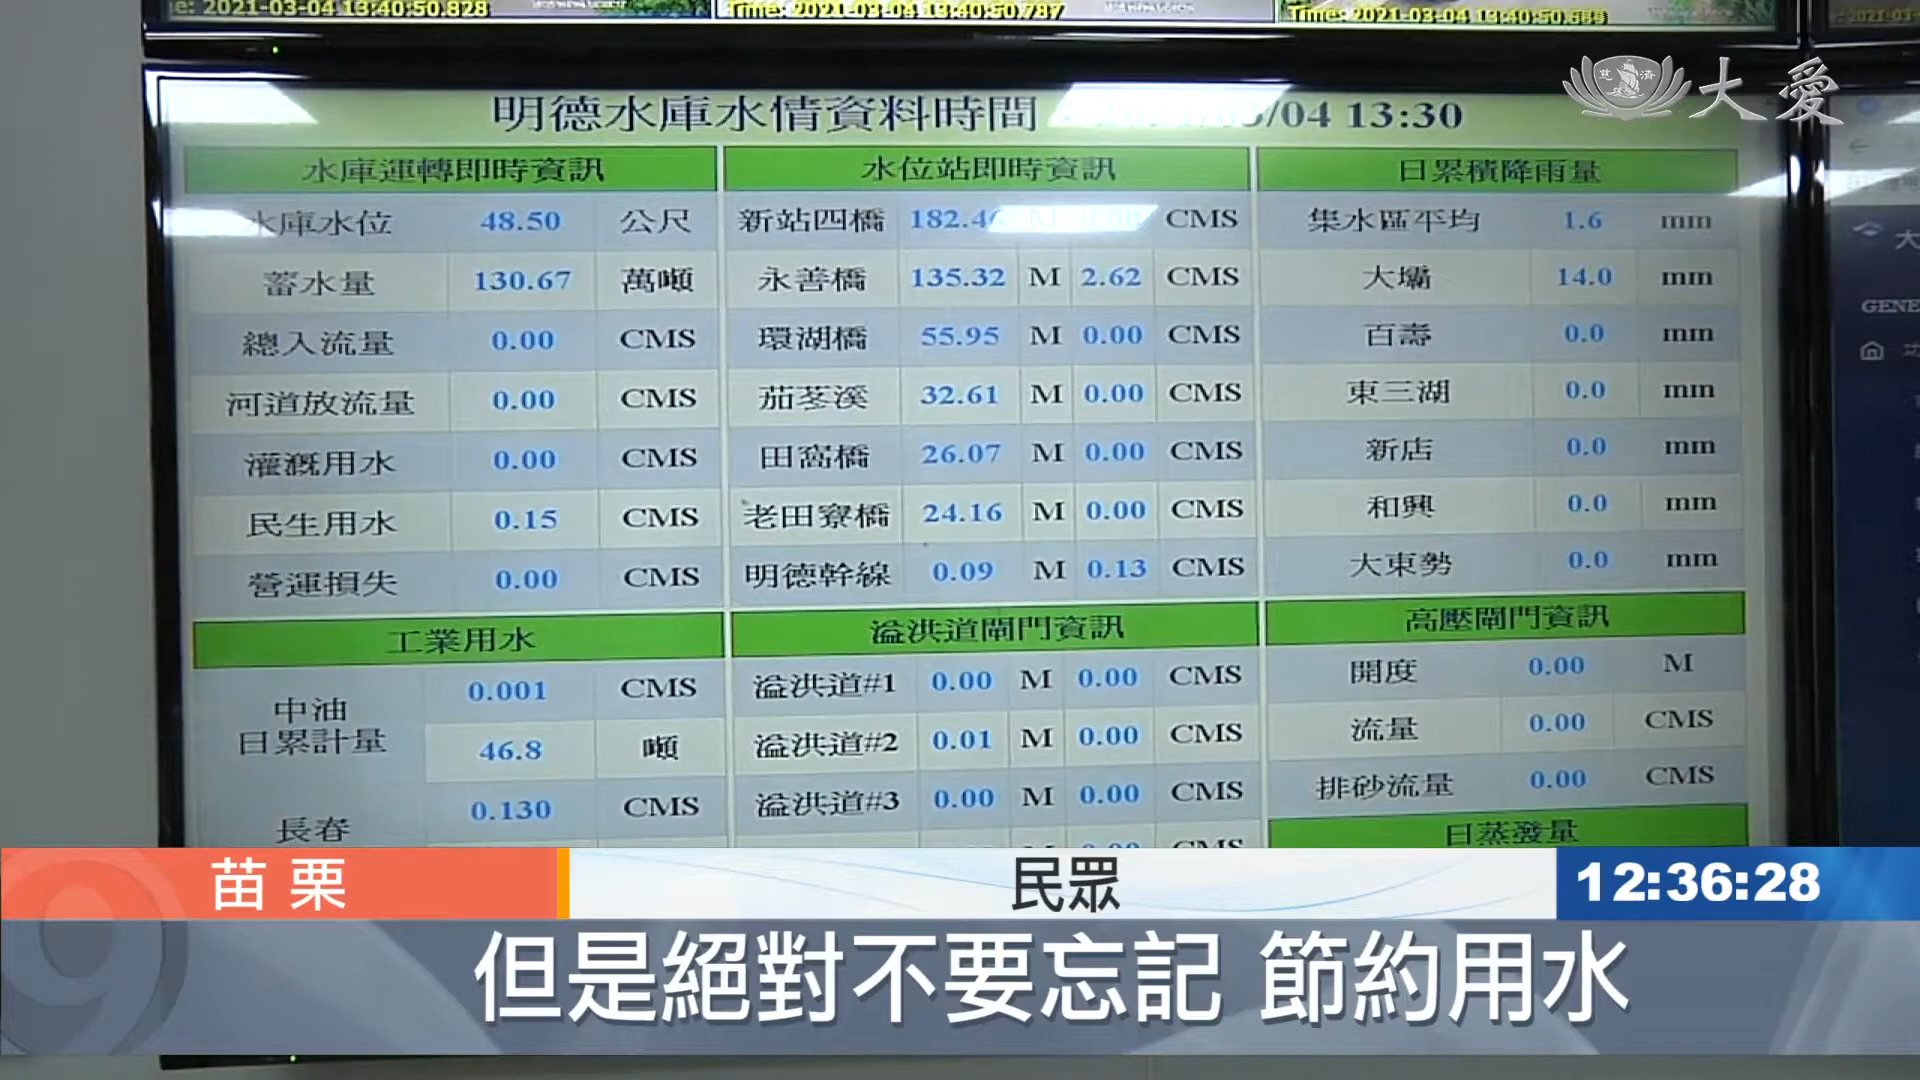 e: 2021-03-04 13:40:50.828
Time: 2021-03-04 13:40:50.787
Time: 2021-03-04 13:40:50.889
慈濟 大愛
明德水庫水情資料時間 /04 13:30
水庫運轉即時資訊
水庫水位 48.50 公尺
蓄水量 130.67 萬噸
總入流量 0.00 CMS
河道放流量 0.00 CMS
灌溉用水 0.00 CMS
民生用水 0.15 CMS
營運損失 0.00 CMS
水位站即時資訊
新站四橋 182.46 M CMS
永善橋 135.32 M 2.62 CMS
環湖橋 55.95 M 0.00 CMS
茄苳溪 32.61 M 0.00 CMS
田窩橋 26.07 M 0.00 CMS
老田寮橋 24.16 M 0.00 CMS
明德幹線 0.09 M 0.13 CMS
日累積降雨量
集水區平均 1.6 mm
大壩 14.0 mm
百壽 0.0 mm
東三湖 0.0 mm
新店 0.0 mm
和興 0.0 mm
大東勢 0.0 mm
工業用水
中油
日累計量
0.001 CMS
46.8 噸
長春 0.130 CMS
溢洪道閘門資訊
溢洪道#1 0.00 M 0.00 CMS
溢洪道#2 0.01 M 0.00 CMS
溢洪道#3 0.00 M 0.00 CMS
高壓閘門資訊
開度 0.00 M
流量 0.00 CMS
排砂流量 0.00 CMS
日蒸發量
大
GENE
苗栗
民眾
12:36:28
但是絕對不要忘記 節約用水